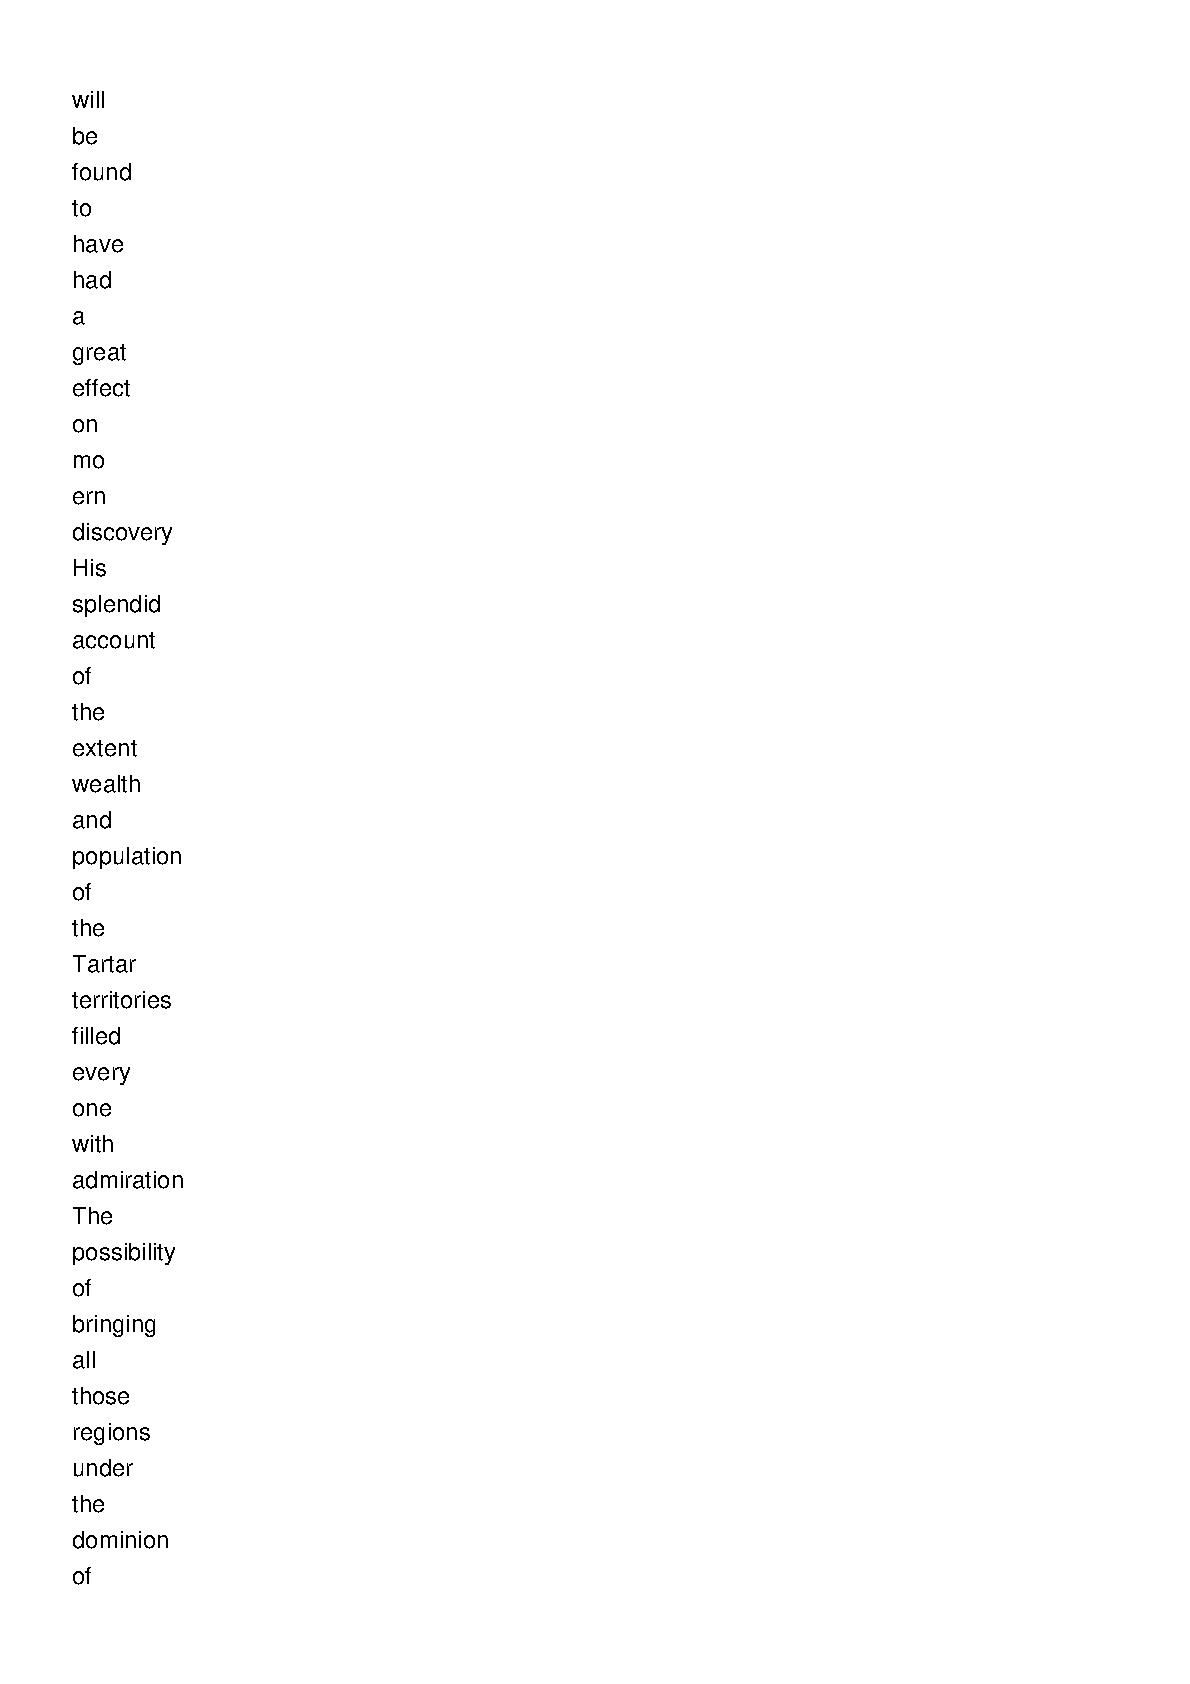 will
be
found
to
have
had
a
great
effect
on
mo
ern
discovery
His
splendid
account
of
the
extent
wealth
and
population
of
the
Tartar
territories
filled
every
one
with
admiration
The
possibility
of
bringing
all
those
regions
under
the
dominion
of